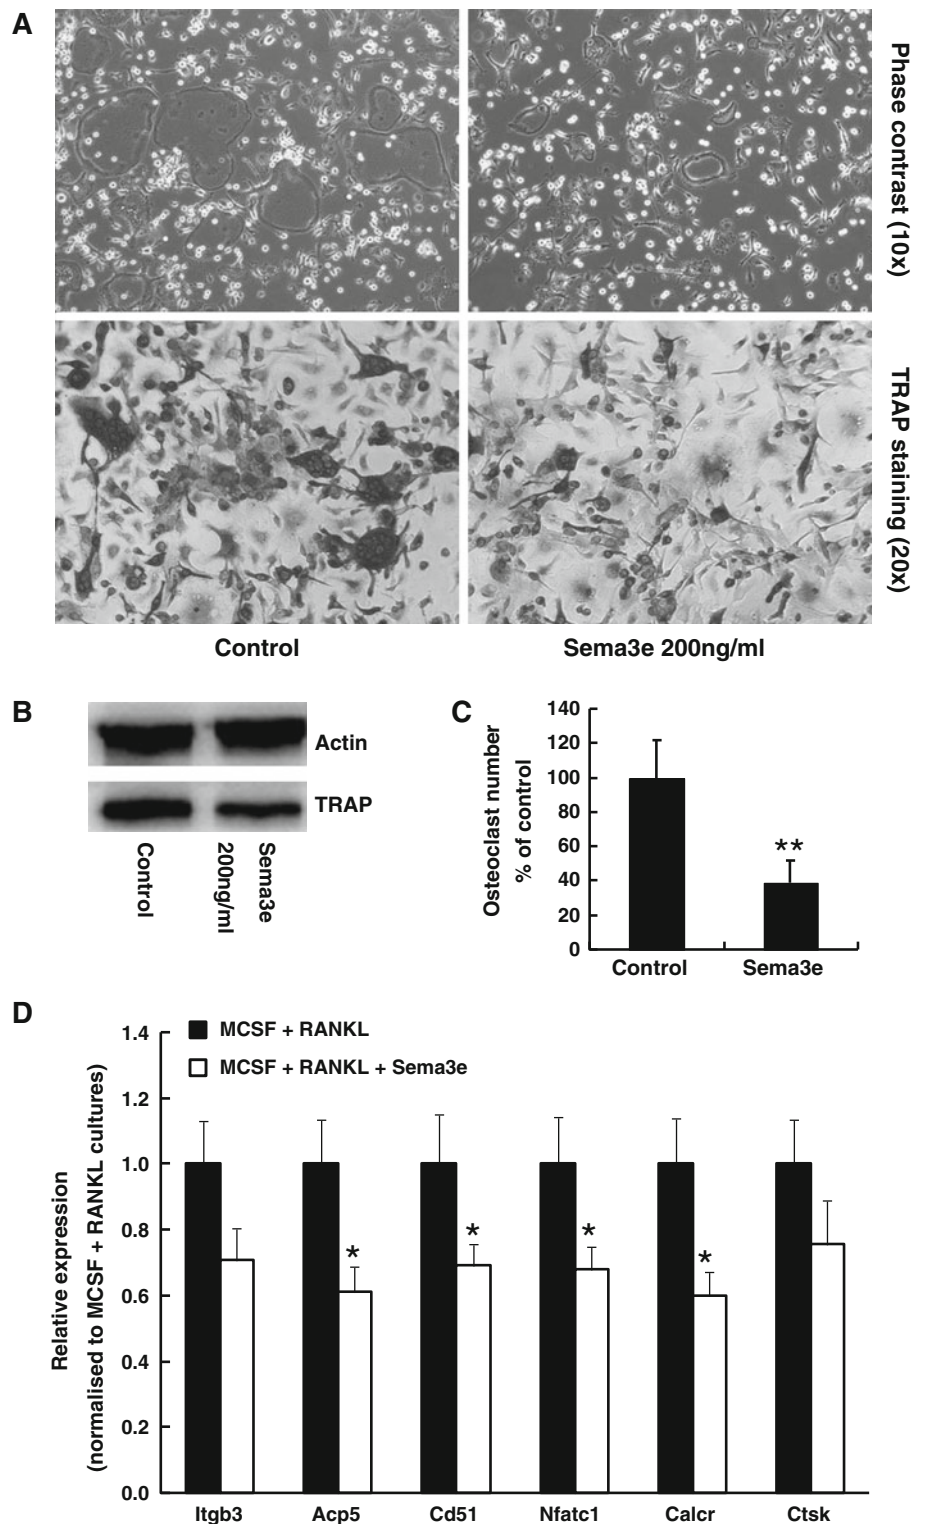 A
Phase contrast (10x)
TRAP staining (20x)
Control
Sema3e 200ng/ml
B
Actin
TRAP
Control
Sema3e
200ng/ml
C
Osteoclast number
% of control
140
120
100
80
60
40
20
0
**
Control
Sema3e
D
MCSF + RANKL
MCSF + RANKL + Sema3e
Relative expression
(normalised to MCSF + RANKL cultures)
1.4
1.2
1.0
0.8
0.6
0.4
0.2
0.0
*
*
*
*
Itgb3
Acp5
Cd51
Nfatc1
Calcr
Ctsk